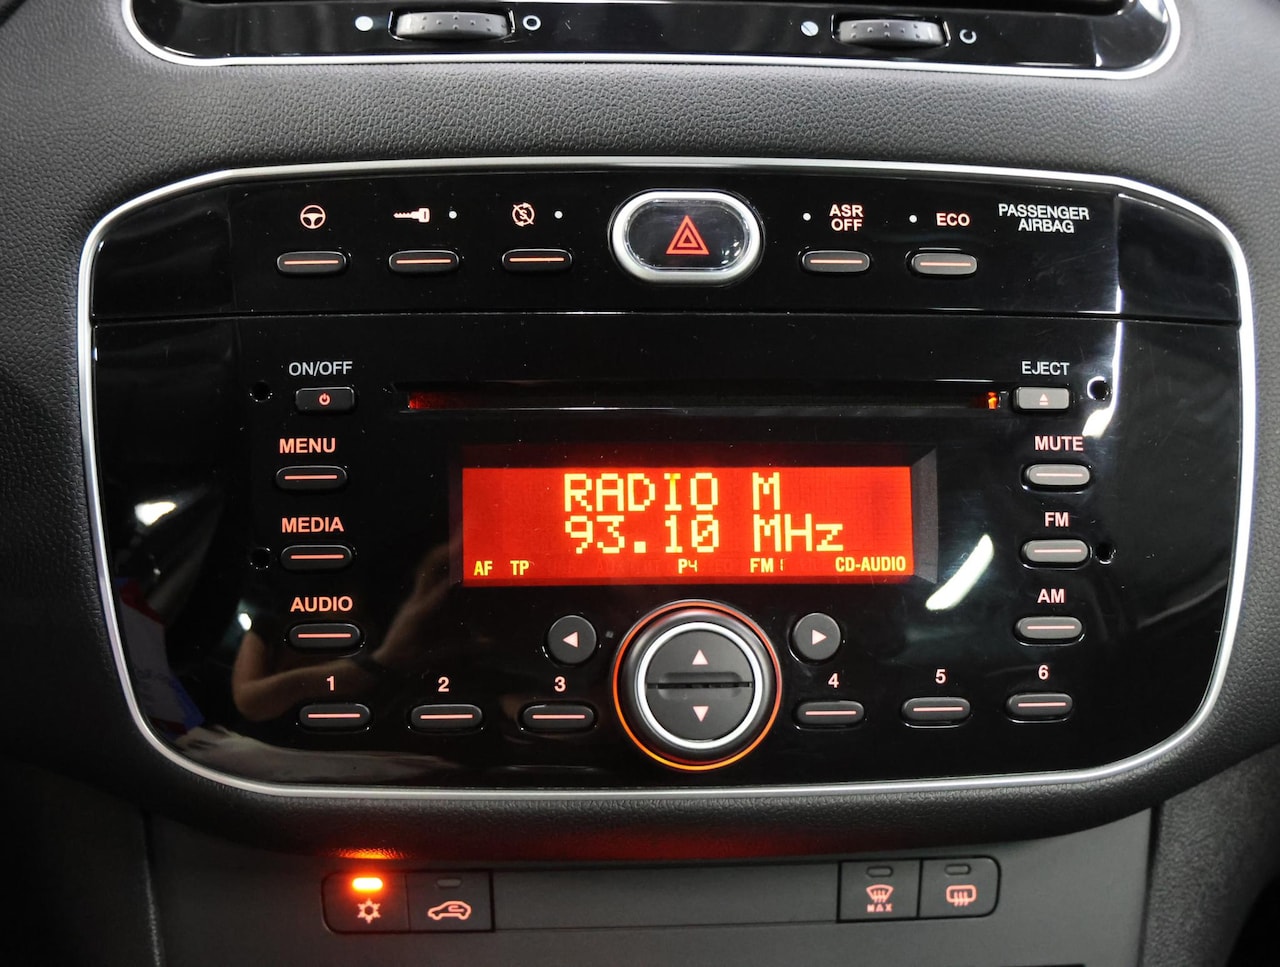 ASR
OFF
ECO
PASSENGER
AIRBAG
ON/OFF
EJECT
MENU
MUTE
RADIO M
93.10 MHz
MEDIA
FM
AF TP P4 FM I CD-AUDIO
AUDIO
AM
1 2 3 4 5 6
MAX